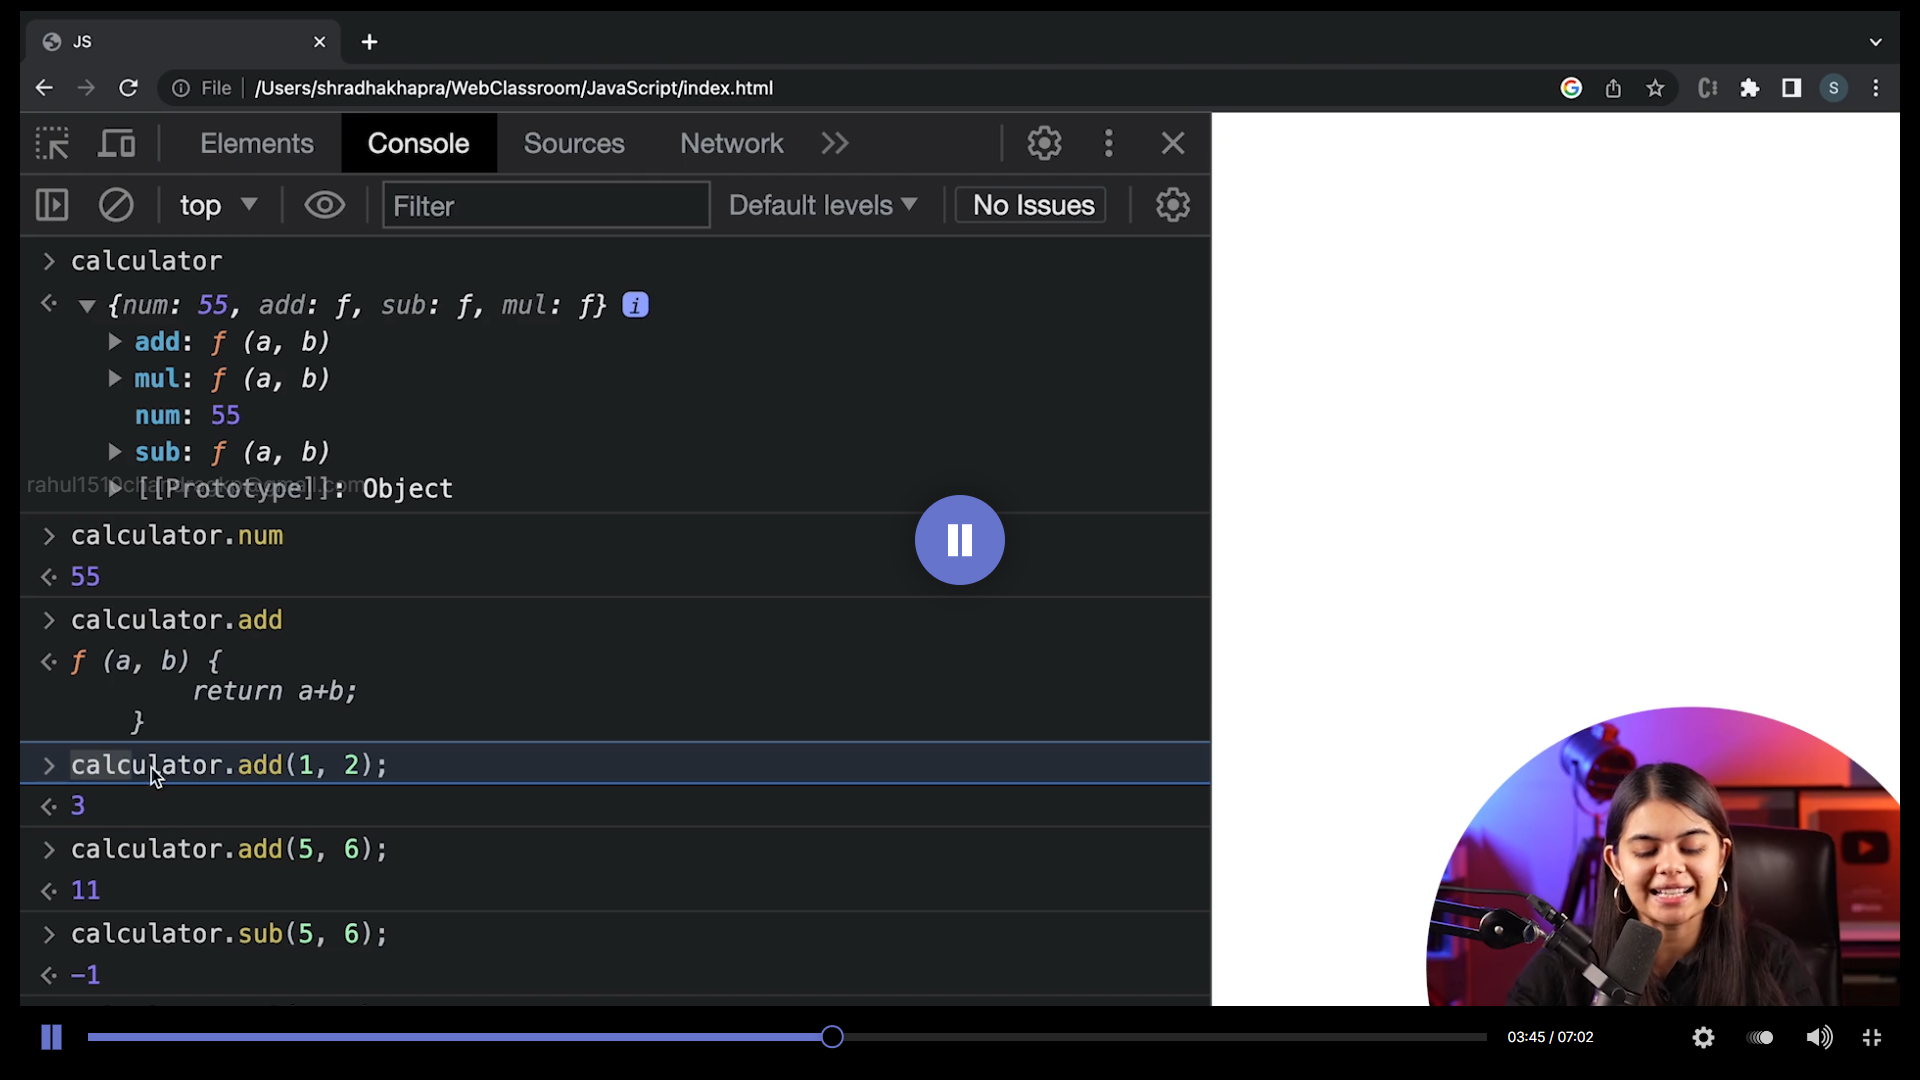 JS
File /Users/shradhakhapra/WebClassroom/JavaScript/index.html
S
Elements Console Sources Network
top Filter Default levels No Issues
> calculator
{num: 55, add: ƒ, sub: ƒ, mul: ƒ} i
add: ƒ (a, b)
mul: ƒ (a, b)
num: 55
sub: ƒ (a, b)
[[Prototype]]: Object
> calculator.num
55
> calculator.add
ƒ (a, b) {
return a+b;
}
> calculator.add(1, 2);
3
> calculator.add(5, 6);
11
> calculator.sub(5, 6);
-1
03:45 / 07:02